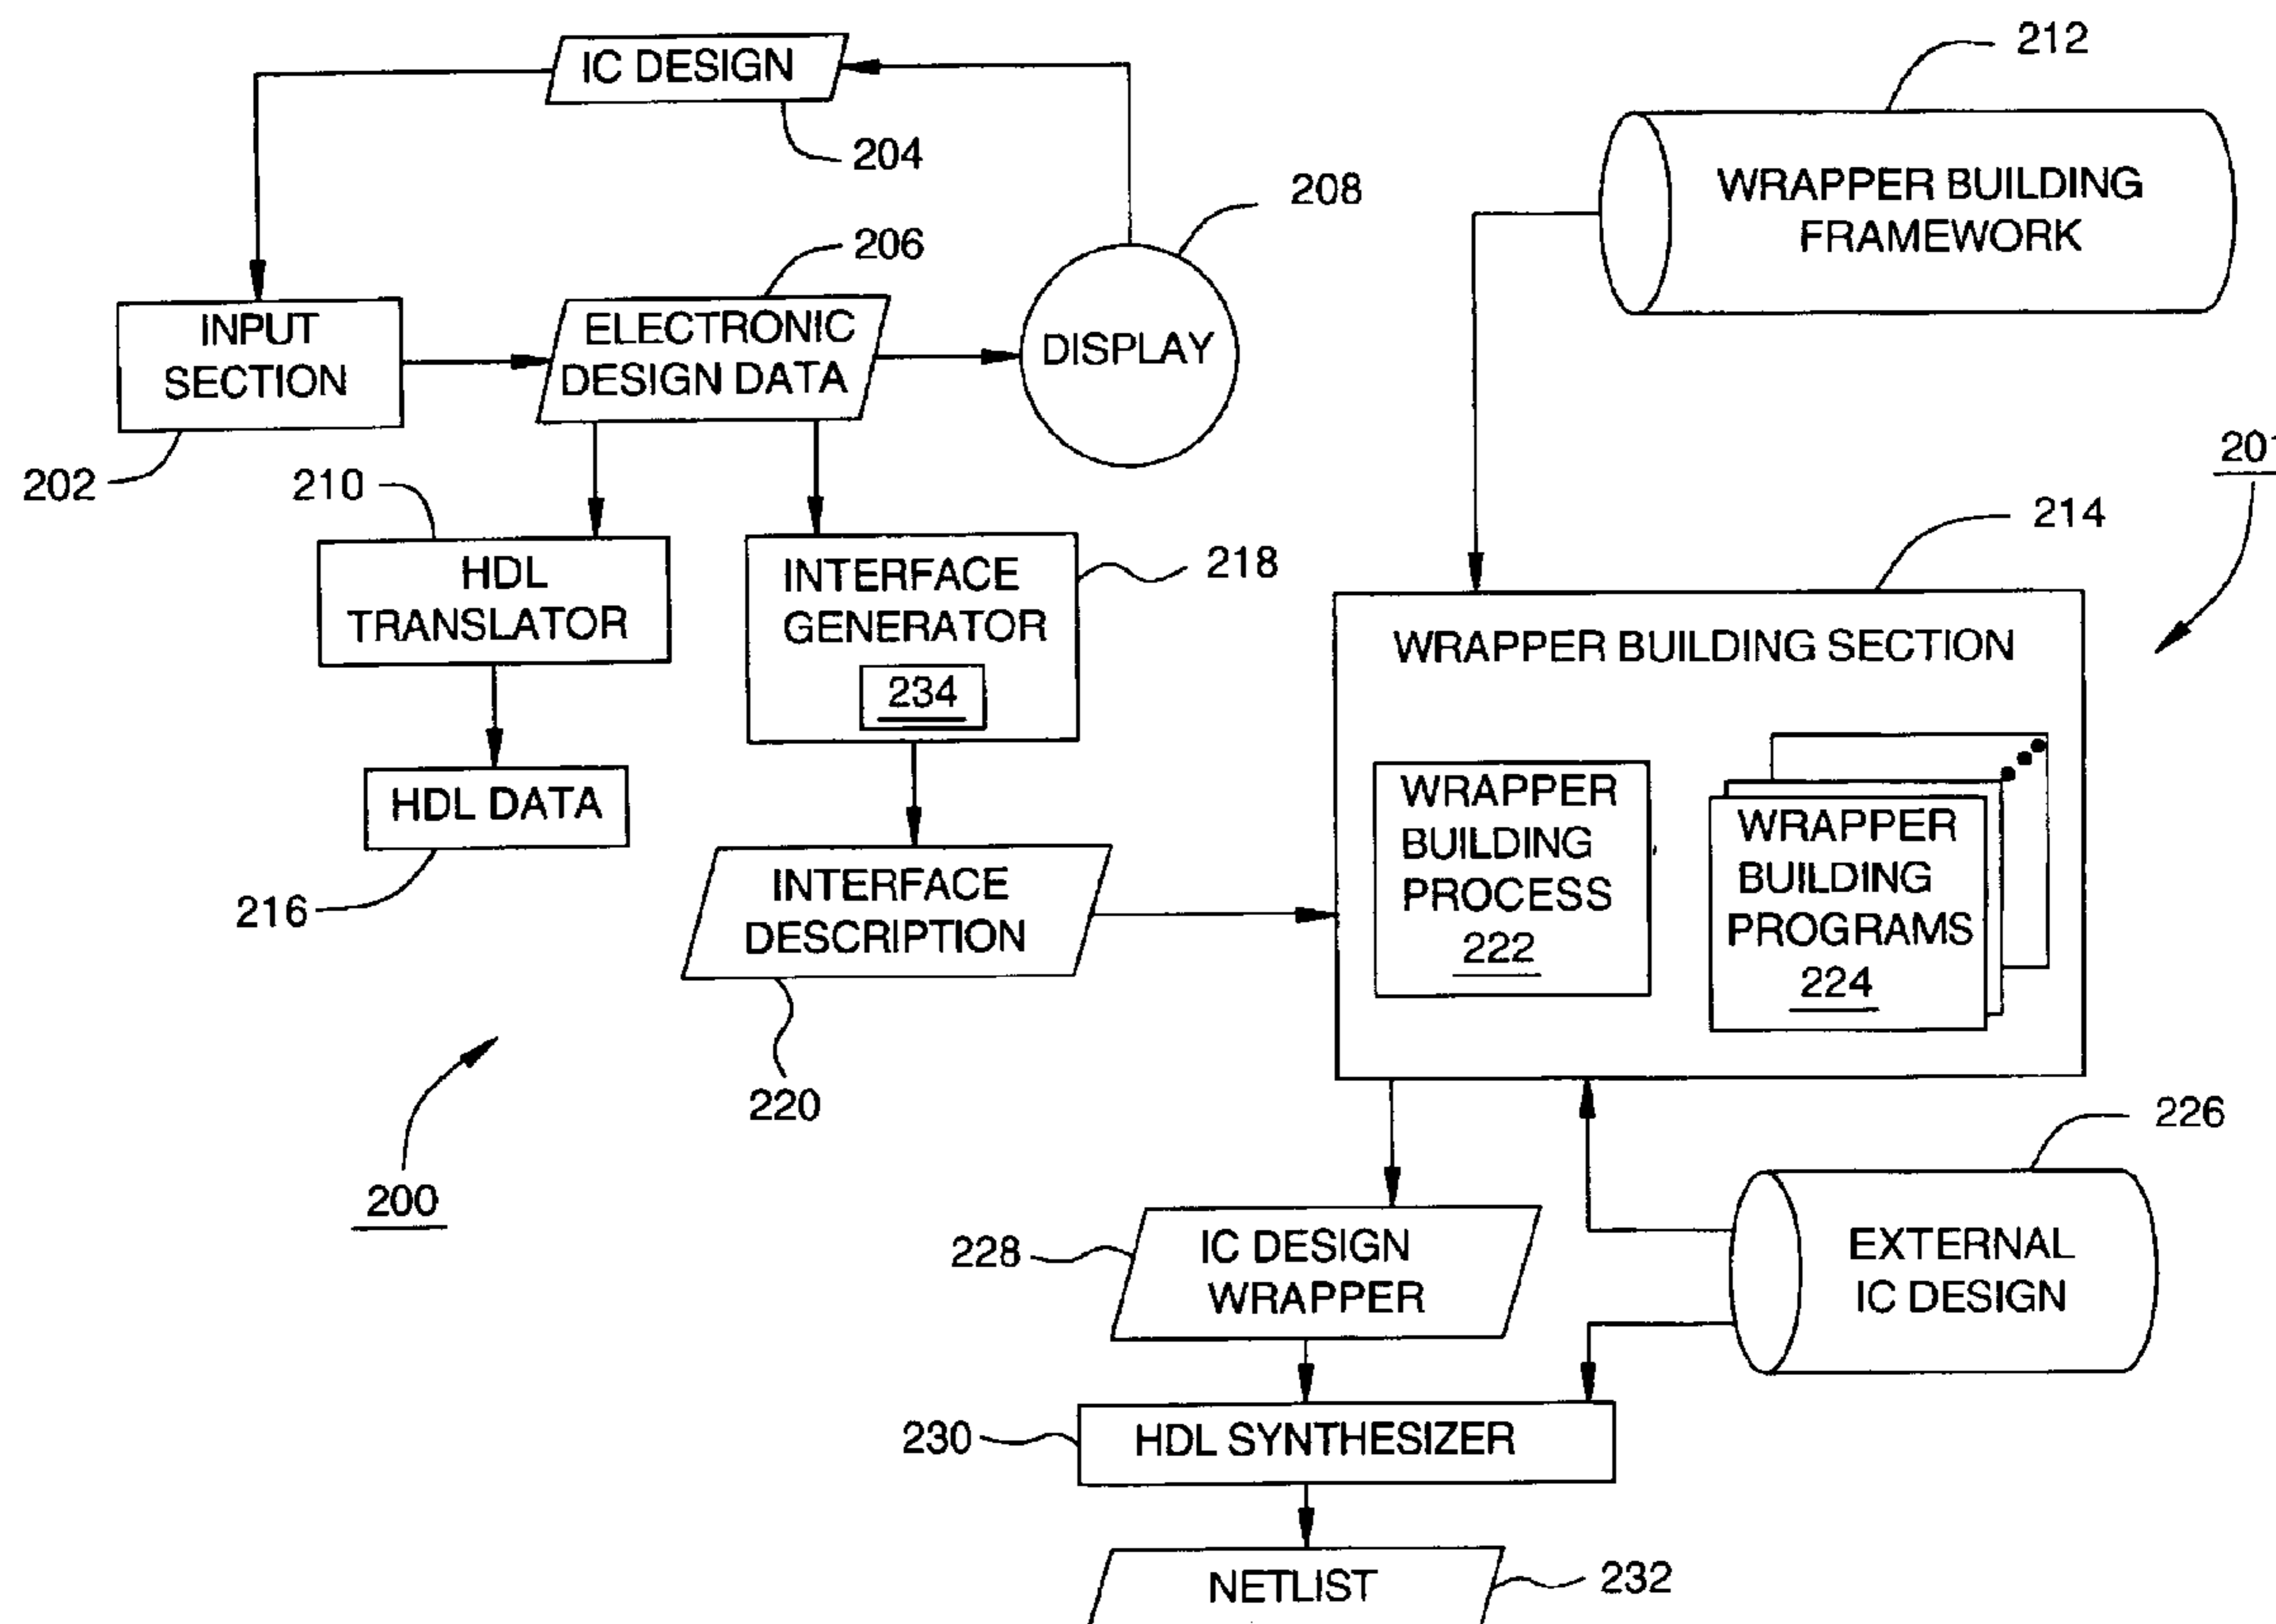 IC DESIGN
204
212
WRAPPER BUILDING
FRAMEWORK
208
206
INPUT
SECTION
202
ELECTRONIC
DESIGN DATA
DISPLAY
201
210
HDL
TRANSLATOR
INTERFACE
GENERATOR
234
218
214
WRAPPER BUILDING SECTION
HDL DATA
216
WRAPPER
BUILDING
PROCESS
222
WRAPPER
BUILDING
PROGRAMS
224
INTERFACE
DESCRIPTION
220
200
226
EXTERNAL
IC DESIGN
228
IC DESIGN
WRAPPER
230
HDL SYNTHESIZER
NETLIST
232